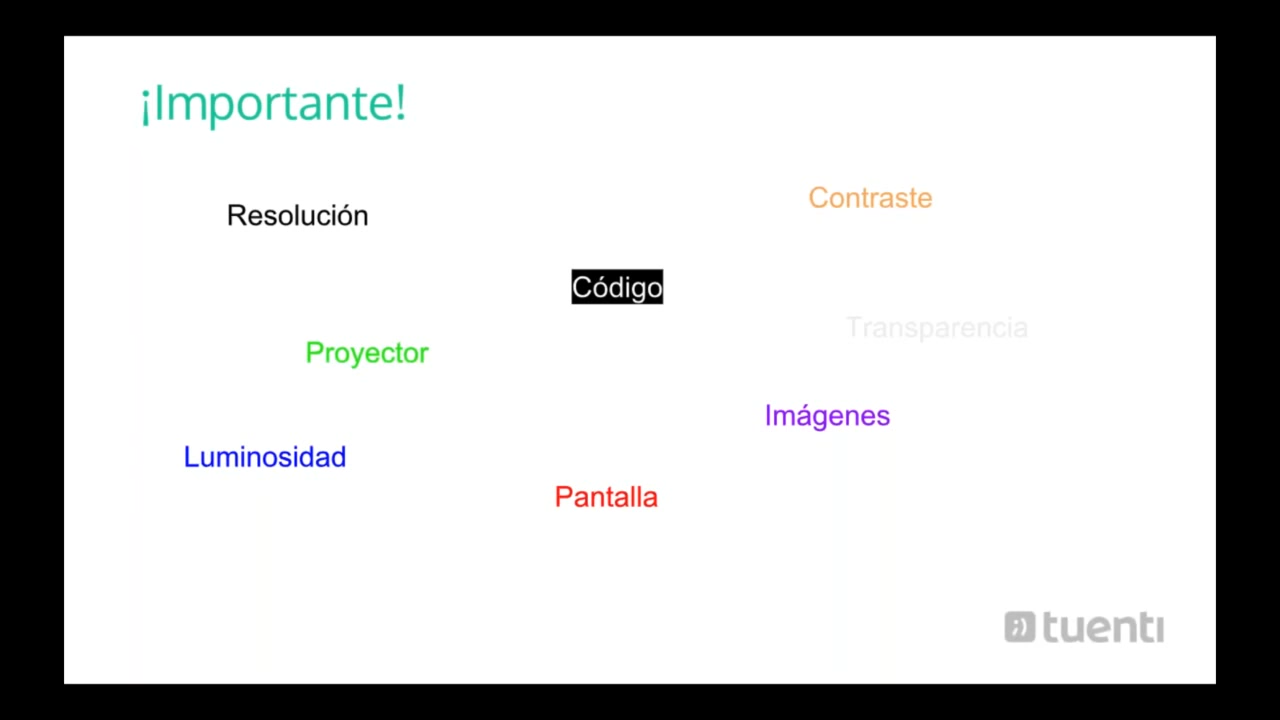 ¡Importante!
Contraste
Resolución
Código
Transparencia
Proyector
Imágenes
Luminosidad
Pantalla
;) tuenti